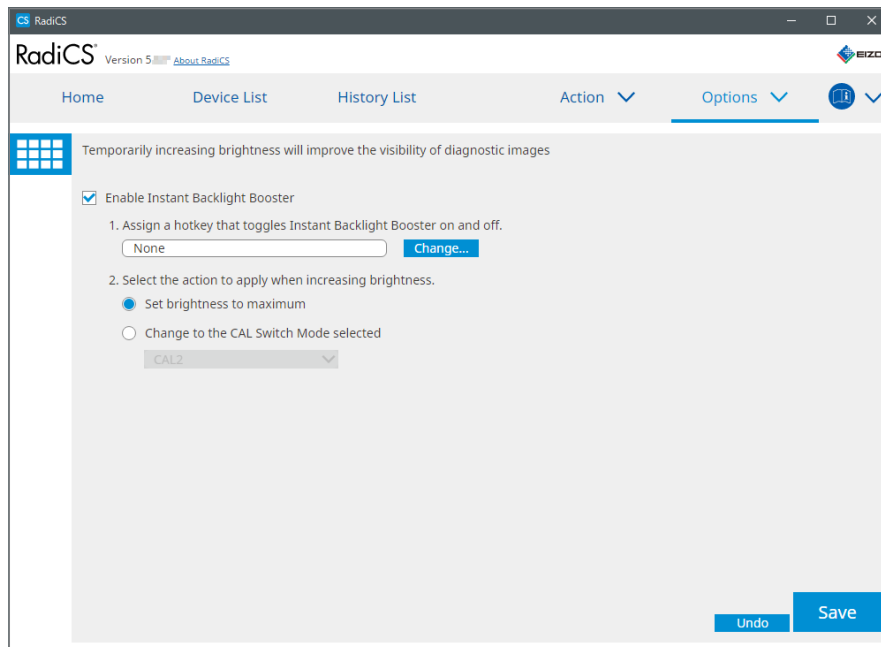 CS RadiCS
RadiCS® Version 5. About RadiCS
EIZO
Home Device List History List Action Options
Temporarily increasing brightness will improve the visibility of diagnostic images
Enable Instant Backlight Booster
1. Assign a hotkey that toggles Instant Backlight Booster on and off.
None Change...
2. Select the action to apply when increasing brightness.
Set brightness to maximum
Change to the CAL Switch Mode selected
CAL2
Save
Undo